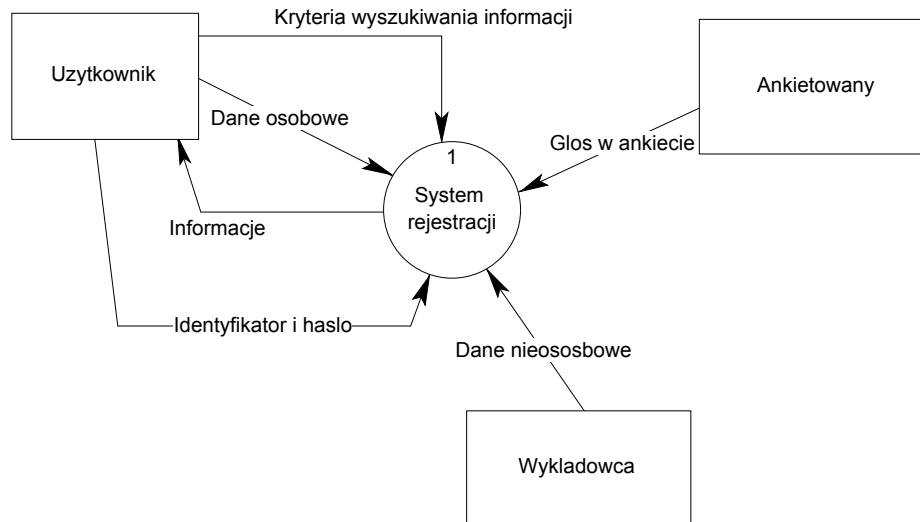 Kryteria wyszukiwania informacji
Uzytkownik
Ankietowany
Dane osobowe
Glos w ankiecie
1
System
rejestracji
Informacje
Identyfikator i haslo
Dane nieososbowe
Wykladowca